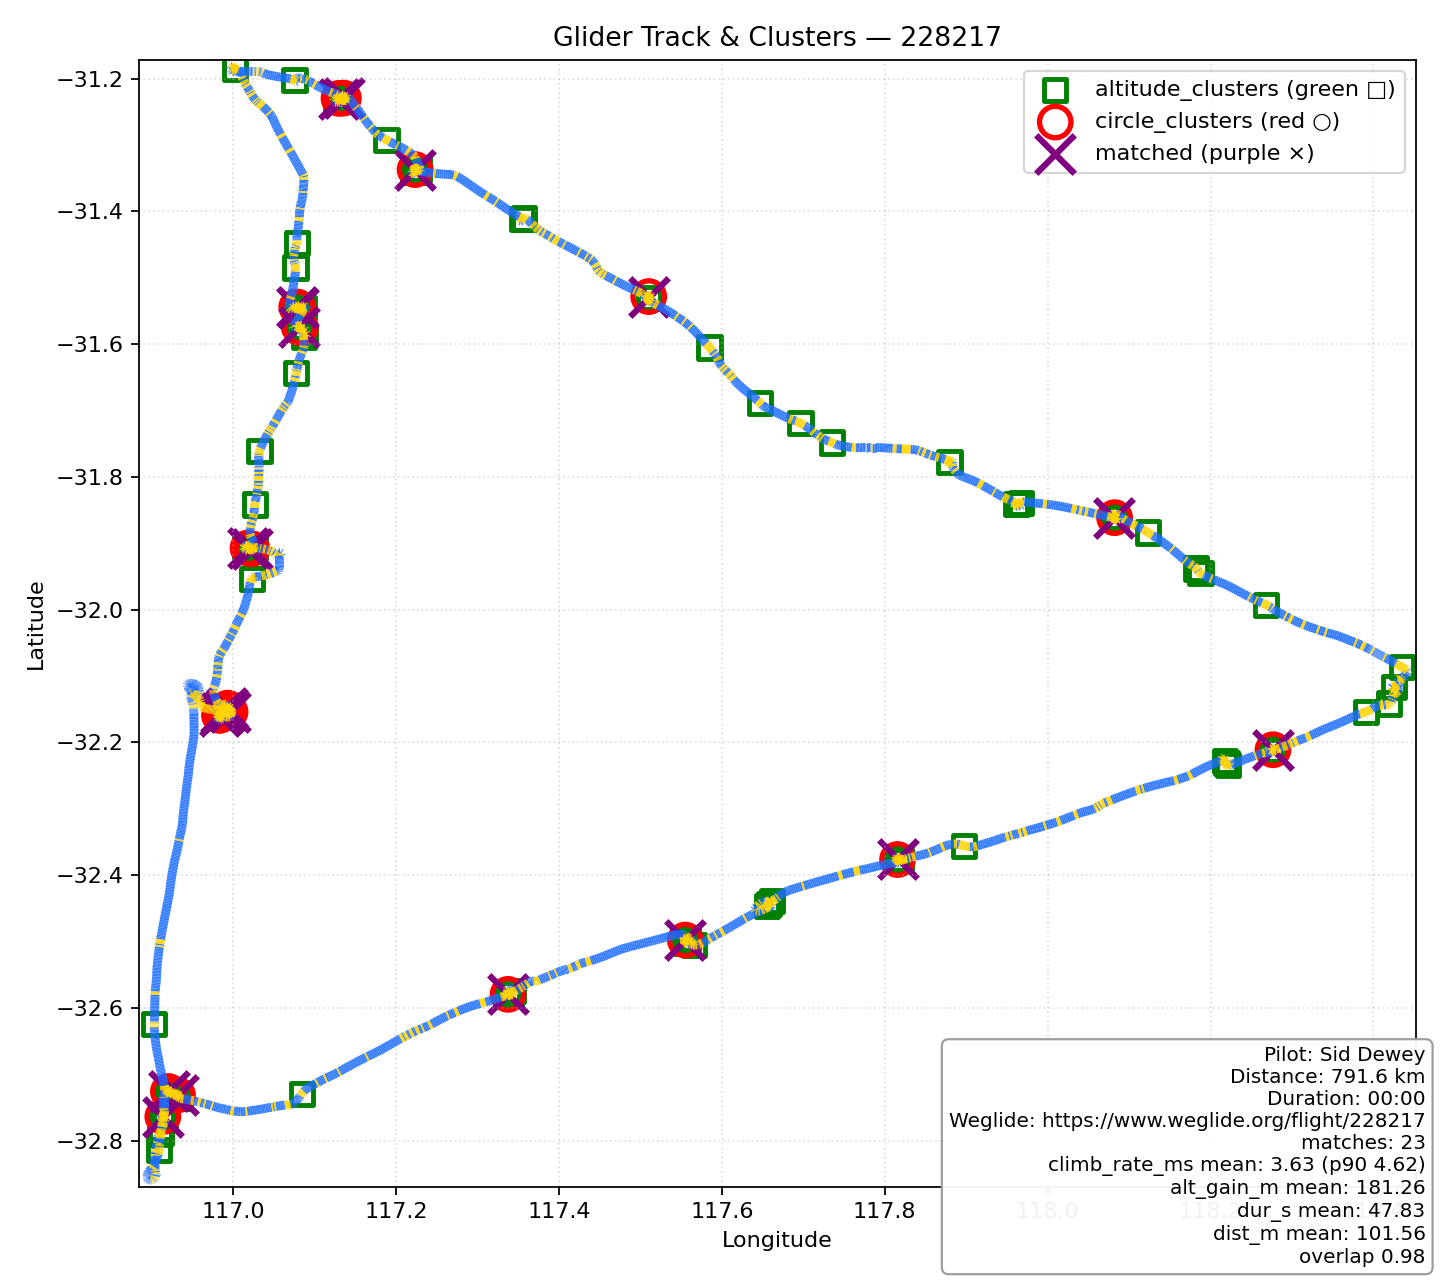 Glider Track & Clusters — 228217
altitude_clusters (green □)
circle_clusters (red ○)
matched (purple ×)
Latitude
−31.2
−31.4
−31.6
−31.8
−32.0
−32.2
−32.4
−32.6
−32.8
117.0
117.2
117.4
117.6
117.8
118.0
118.2
Longitude
Pilot: Sid Dewey
Distance: 791.6 km
Duration: 00:00
Weglide: https://www.weglide.org/flight/228217
matches: 23
climb_rate_ms mean: 3.63 (p90 4.62)
alt_gain_m mean: 181.26
dur_s mean: 47.83
dist_m mean: 101.56
overlap 0.98